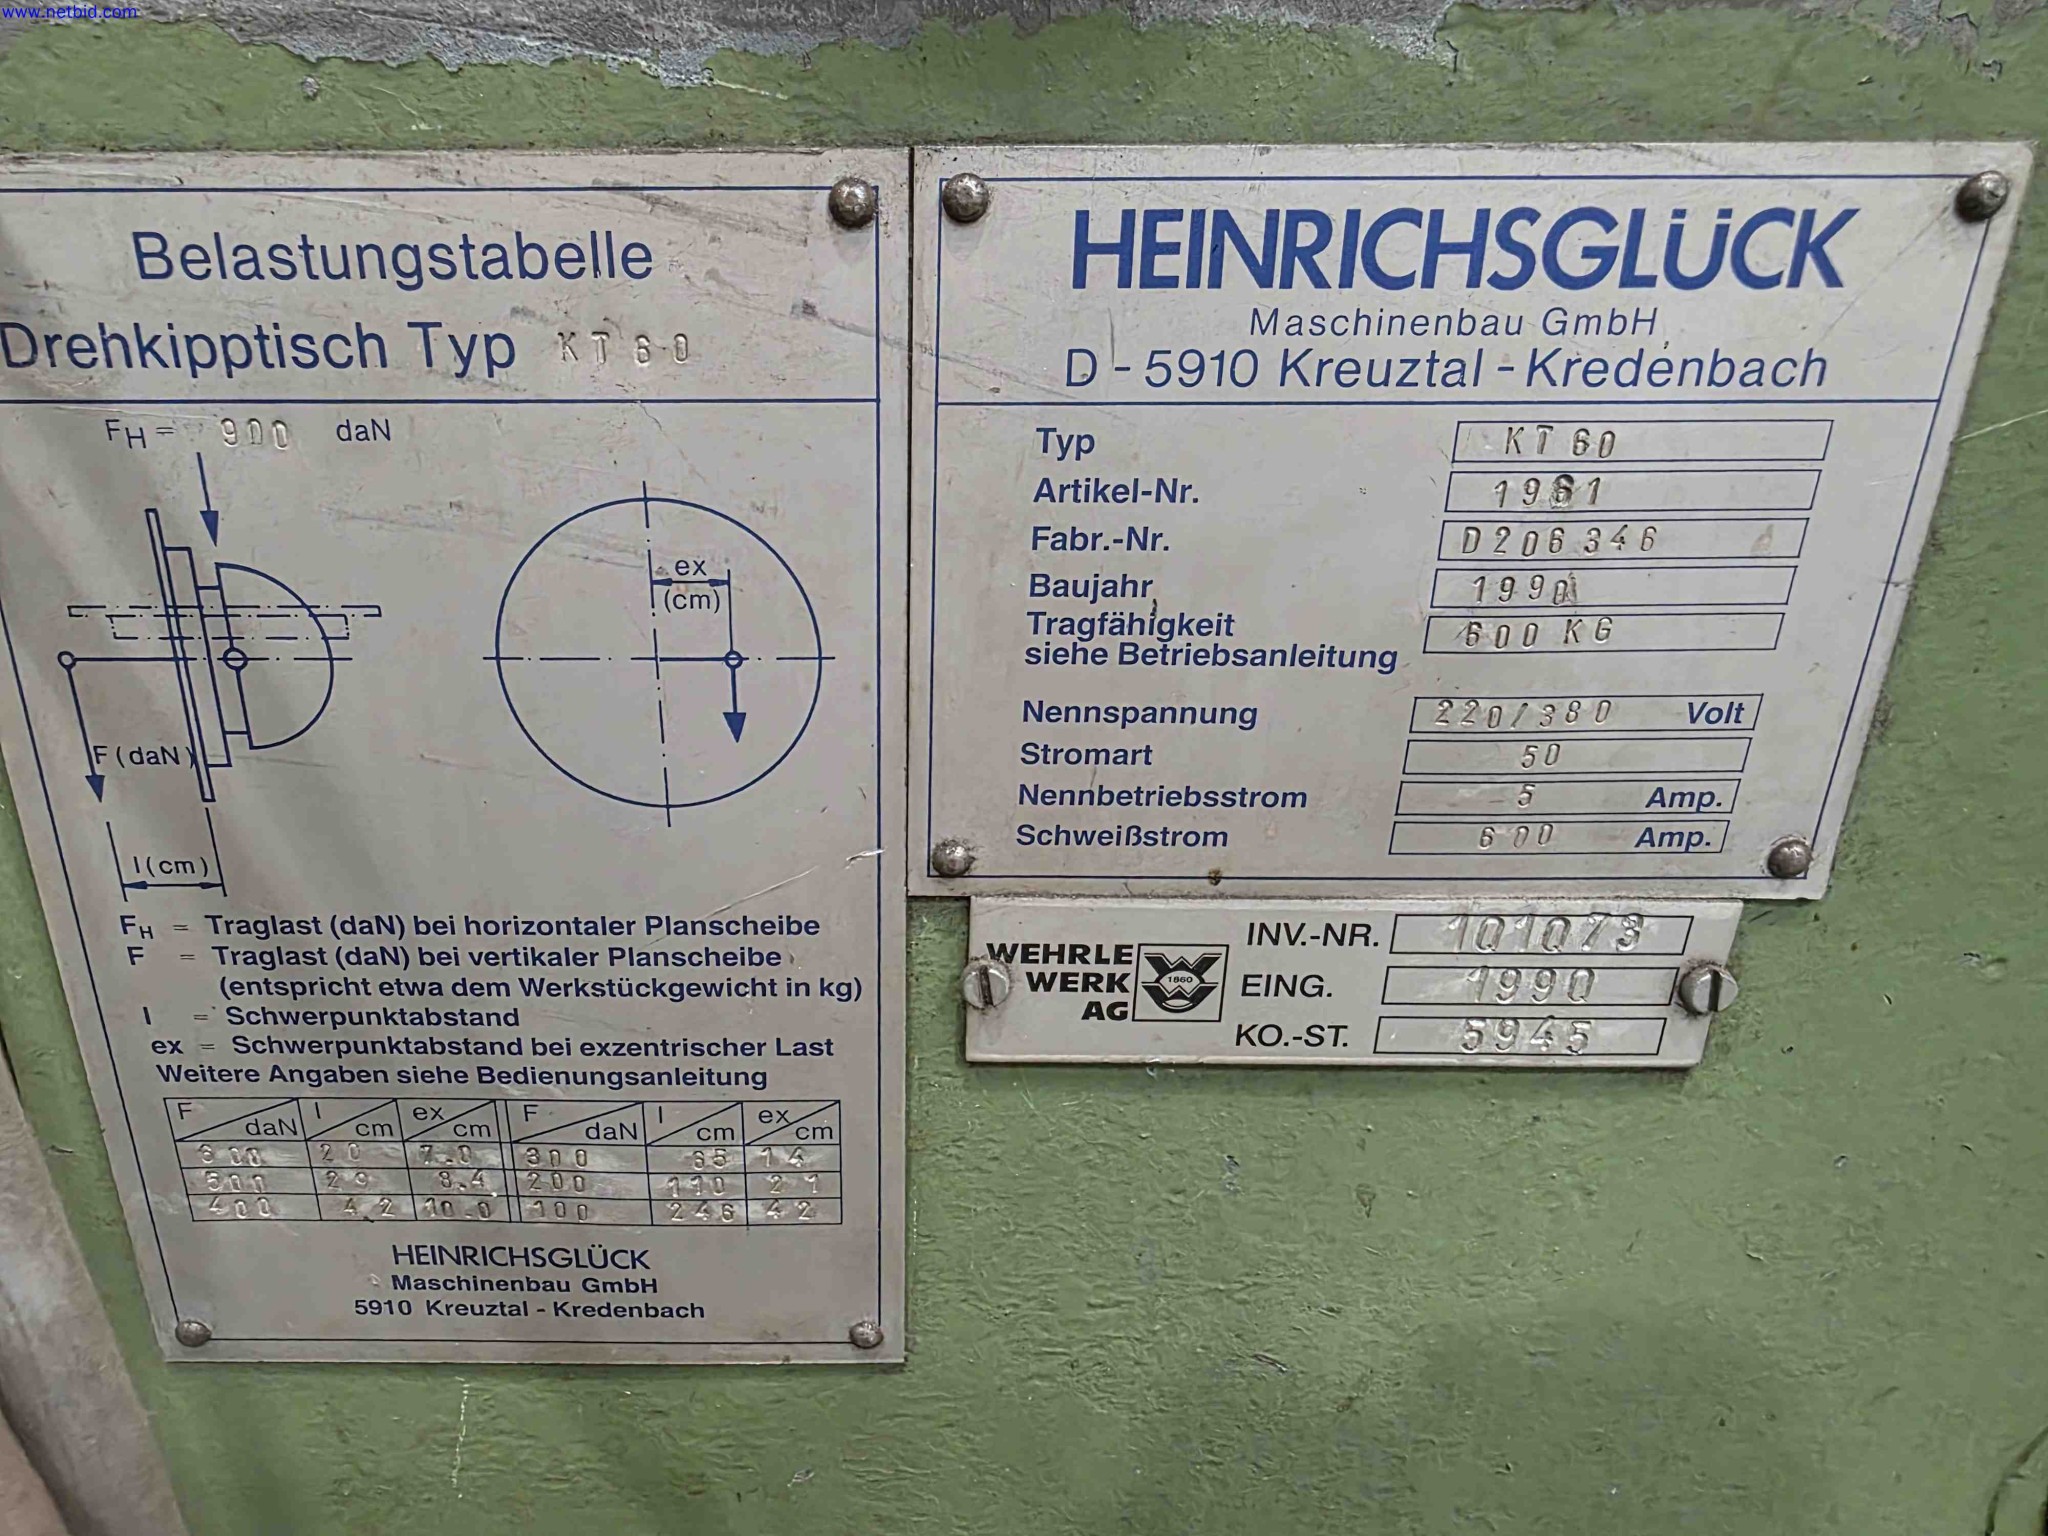 www.netbid.com
Belastungstabelle
Drehkipptisch Typ KT60
FH = 900 daN
ex
(cm)
F (daN)
l (cm)
FH = Traglast (daN) bei horizontaler Planscheibe
F = Traglast (daN) bei vertikaler Planscheibe
(entspricht etwa dem Werkstückgewicht in kg)
l = Schwerpunktabstand
ex = Schwerpunktabstand bei exzentrischer Last
Weitere Angaben siehe Bedienungsanleitung
F daN l cm ex cm F daN l cm ex cm
600 20 7.0 300 65 14
500 29 8.4 200 110 21
400 42 10.0 100 246 42
HEINRICHSGLÜCK
Maschinenbau GmbH
5910 Kreuztal - Kredenbach
HEINRICHSGLÜCK
Maschinenbau GmbH
D - 5910 Kreuztal - Kredenbach
Typ KT60
Artikel-Nr. 1961
Fabr.-Nr. D206346
Baujahr 1990
Tragfähigkeit 600 KG
siehe Betriebsanleitung
Nennspannung 220/380 Volt
Stromart 50
Nennbetriebsstrom 5 Amp.
Schweißstrom 600 Amp.
WEHRLE
WERK
AG
1860
INV.-NR. 101073
EING. 1990
KO.-ST. 5945